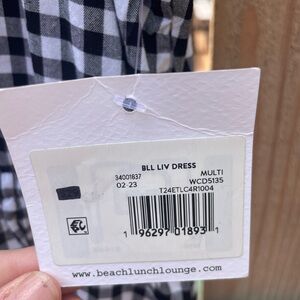 BLL LIV DRESS
34001837 MULTI
02-23 WCD5135
T24ETLC4R1004
1 96297 01893 1
www.beachlunchlounge.com